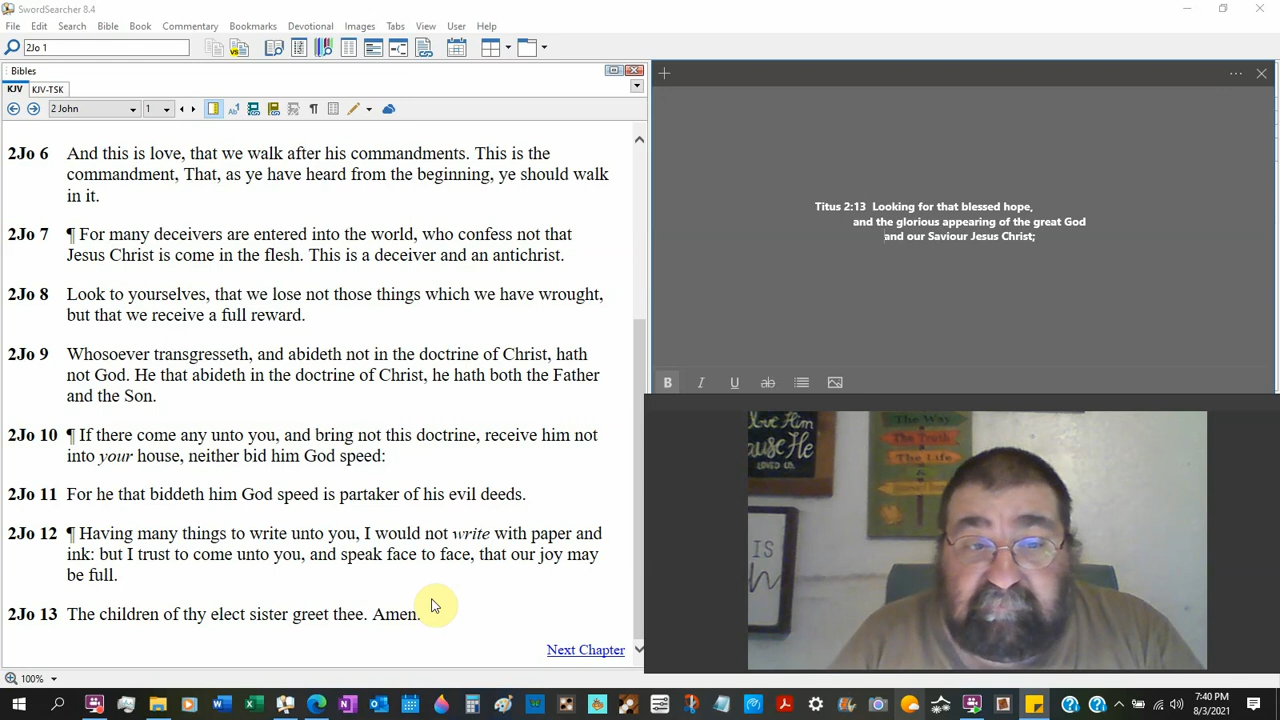 SwordSearcher 8.4
File Edit Search Bible Book Commentary Bookmarks Devotional Images Tabs View User Help
2Jo 1
Bibles
KJV KJV-TSK
2 John 1
2Jo 6 And this is love, that we walk after his commandments. This is the
commandment, That, as ye have heard from the beginning, ye should walk
in it.
2Jo 7 ¶ For many deceivers are entered into the world, who confess not that
Jesus Christ is come in the flesh. This is a deceiver and an antichrist.
2Jo 8 Look to yourselves, that we lose not those things which we have wrought,
but that we receive a full reward.
2Jo 9 Whosoever transgresseth, and abideth not in the doctrine of Christ, hath
not God. He that abideth in the doctrine of Christ, he hath both the Father
and the Son.
2Jo 10 ¶ If there come any unto you, and bring not this doctrine, receive him not
into your house, neither bid him God speed:
2Jo 11 For he that biddeth him God speed is partaker of his evil deeds.
2Jo 12 ¶ Having many things to write unto you, I would not write with paper and
ink: but I trust to come unto you, and speak face to face, that our joy may
be full.
2Jo 13 The children of thy elect sister greet thee. Amen.
Next Chapter
100%
Titus 2:13 Looking for that blessed hope,
and the glorious appearing of the great God
and our Saviour Jesus Christ;
B I U ab
Him
cause He
LOVED US.
The Way
The Truth
The Life
IS
7:40 PM
8/3/2021